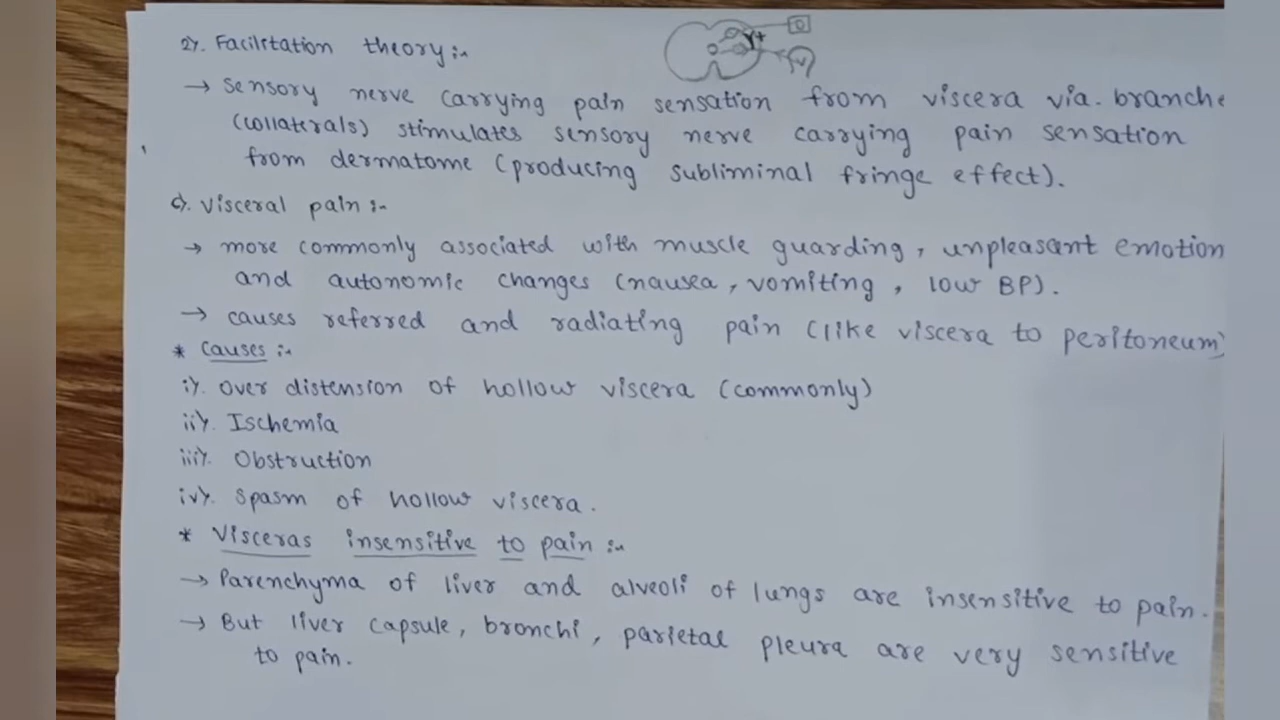 2). Facilitation theory :-
→ Sensory nerve carrying pain sensation from viscera via. branche
(collaterals) stimulates sensory nerve carrying pain sensation
from dermatome (producing subliminal fringe effect).
c). Visceral pain :-
→ more commonly associated with muscle guarding, unpleasant emotion
and autonomic changes (nausea, vomiting, low BP).
→ causes referred and radiating pain (like viscera to peritoneum)
* Causes :-
i). Over distension of hollow viscera (commonly)
ii). Ischemia
iii). Obstruction
iv). Spasm of hollow viscera.
* Visceras insensitive to pain :-
→ Parenchyma of liver and alveoli of lungs are insensitive to pain.
→ But liver capsule, bronchi, parietal pleura are very sensitive
to pain.